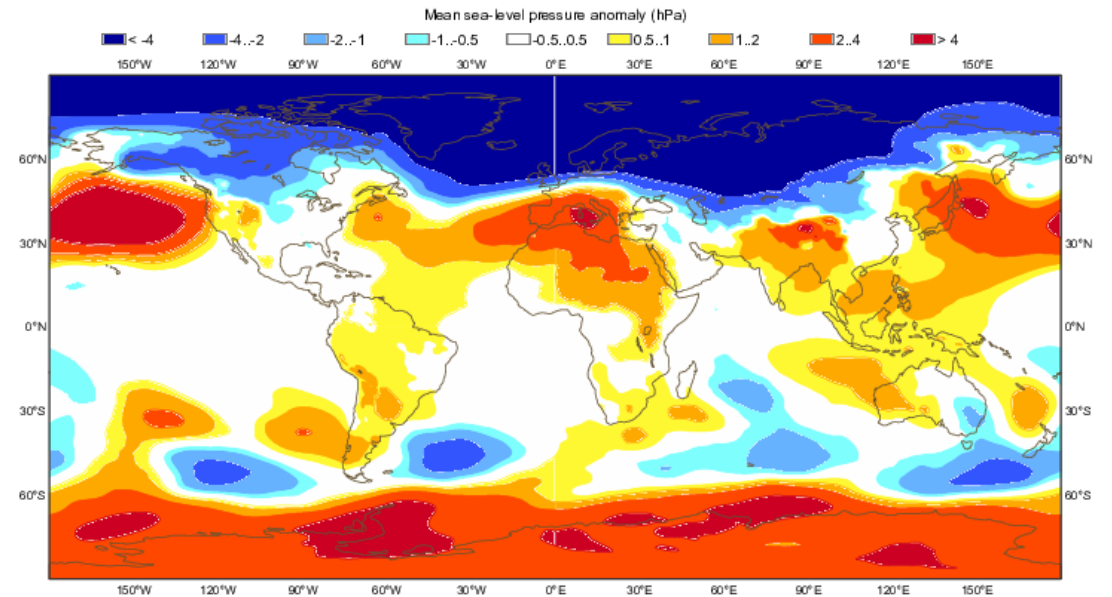 Mean sea-level pressure anomaly (hPa)
< -4 -4..-2 -2..-1 -1..-0.5 -0.5..0.5 0.5..1 1..2 2..4 > 4
150°W 120°W 90°W 60°W 30°W 0°E 30°E 60°E 90°E 120°E 150°E
60°N 60°N
30°N 30°N
0°N 0°N
30°S 30°S
60°S 60°S
150°W 120°W 90°W 60°W 30°W 0°E 30°E 60°E 90°E 120°E 150°E